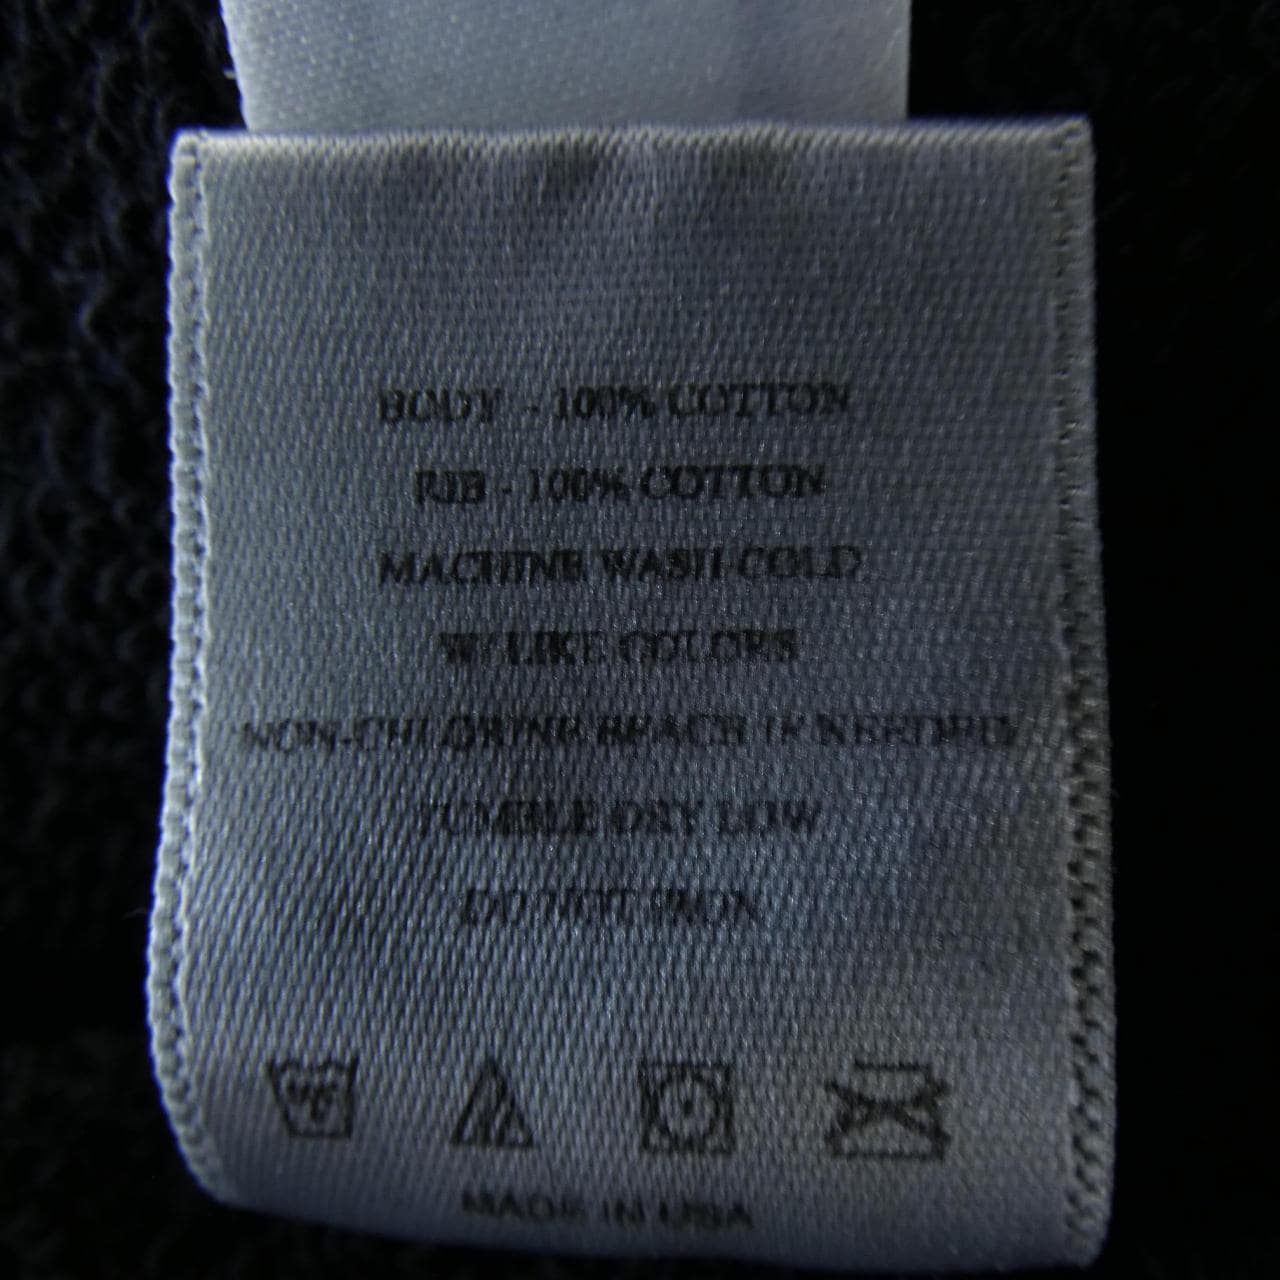 BODY - 100% COTTON
RIB - 100% COTTON
MACHINE WASH COLD
W/ LIKE COLORS
NON-CHLORINE BEACH IF NEEDED
TUMBLE DRY LOW
DO NOT IRON
MADE IN USA